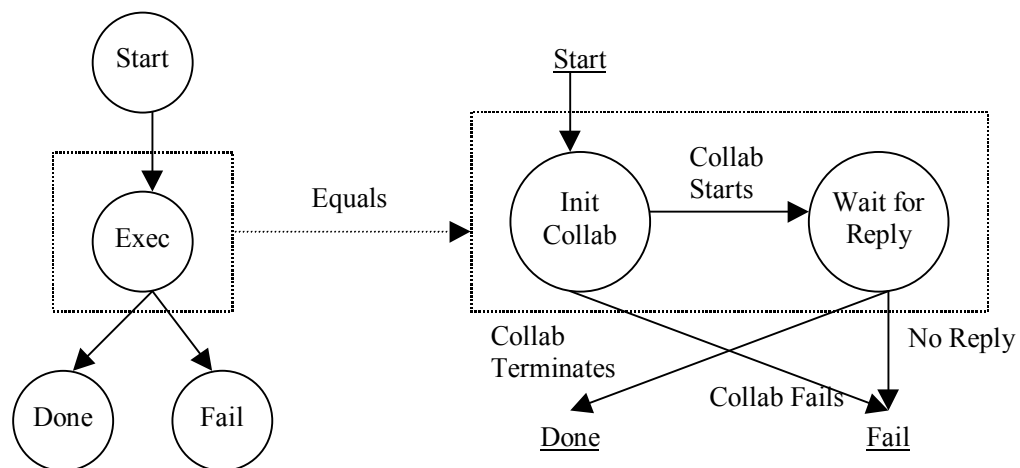 Start
Exec
Done
Fail
Equals
Start
Init
Collab
Collab
Starts
Wait for
Reply
Collab
Terminates
No Reply
Collab Fails
Done
Fail